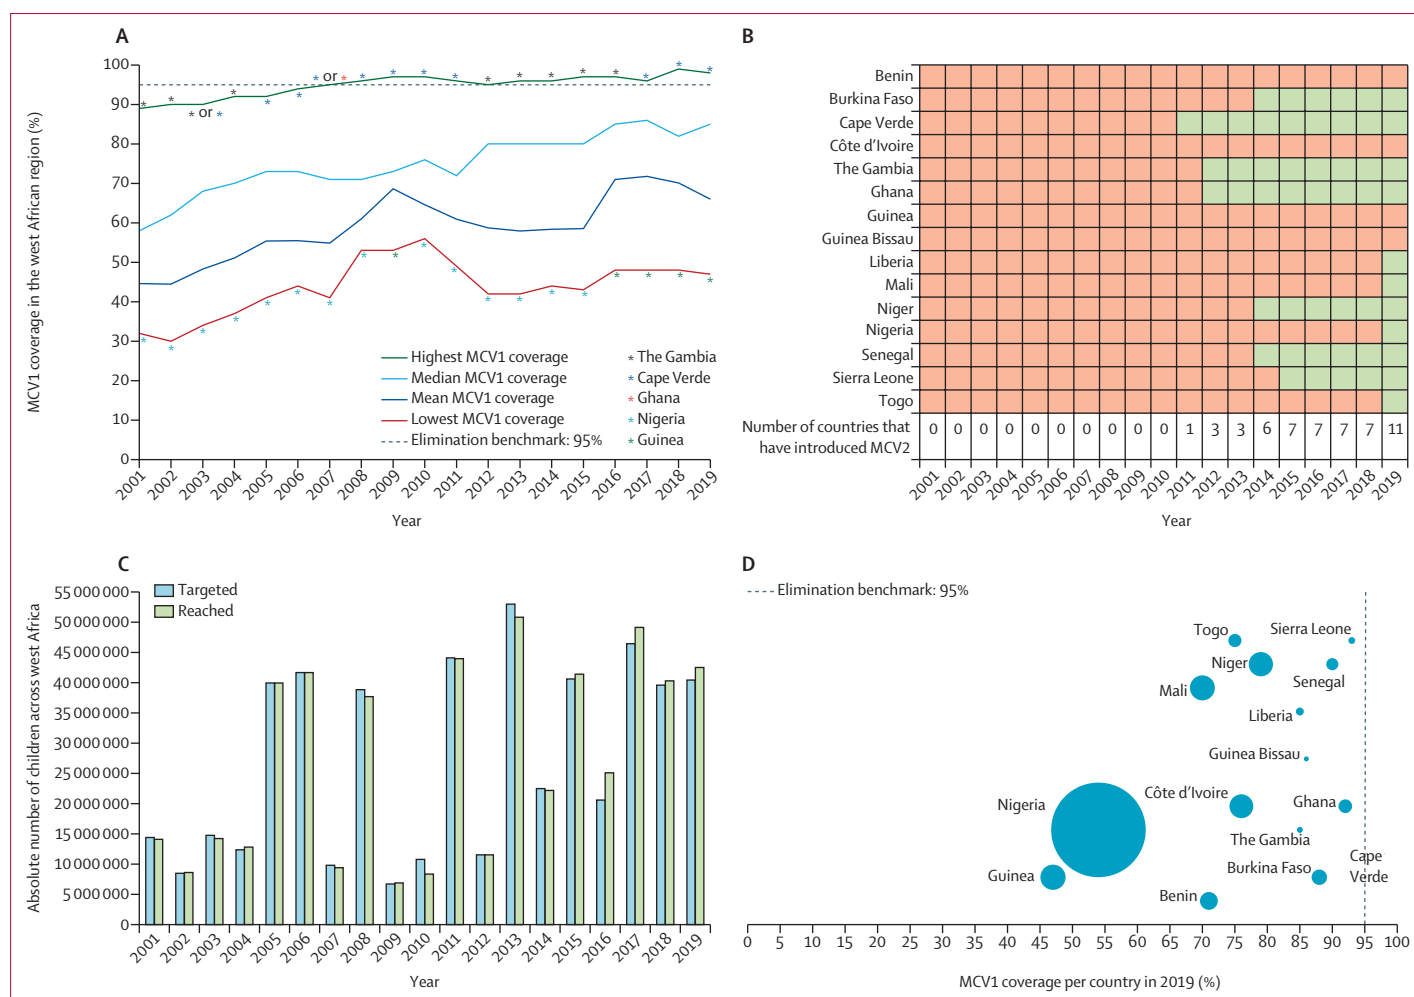 A
MCV1 coverage in the west African region (%)
100
90
80
70
60
50
40
30
20
10
0
* or *
* or *
Highest MCV1 coverage
Median MCV1 coverage
Mean MCV1 coverage
Lowest MCV1 coverage
Elimination benchmark: 95%
* The Gambia
* Cape Verde
* Ghana
* Nigeria
* Guinea
2001 2002 2003 2004 2005 2006 2007 2008 2009 2010 2011 2012 2013 2014 2015 2016 2017 2018 2019
Year
B
Benin
Burkina Faso
Cape Verde
Côte d'Ivoire
The Gambia
Ghana
Guinea
Guinea Bissau
Liberia
Mali
Niger
Nigeria
Senegal
Sierra Leone
Togo
Number of countries that
have introduced MCV2
0 0 0 0 0 0 0 0 0 0 1 3 3 6 7 7 7 7 11
2001 2002 2003 2004 2005 2006 2007 2008 2009 2010 2011 2012 2013 2014 2015 2016 2017 2018 2019
Year
C
Absolute number of children across west Africa
Targeted
Reached
55 000 000
50 000 000
45 000 000
40 000 000
35 000 000
30 000 000
25 000 000
20 000 000
15 000 000
10 000 000
5 000 000
0
2001 2002 2003 2004 2005 2006 2007 2008 2009 2010 2011 2012 2013 2014 2015 2016 2017 2018 2019
Year
D
Elimination benchmark: 95%
Togo
Sierra Leone
Niger
Senegal
Mali
Liberia
Guinea Bissau
Côte d'Ivoire
Nigeria
Ghana
The Gambia
Cape
Verde
Burkina Faso
Guinea
Benin
0 5 10 15 20 25 30 35 40 45 50 55 60 65 70 75 80 85 90 95 100
MCV1 coverage per country in 2019 (%)